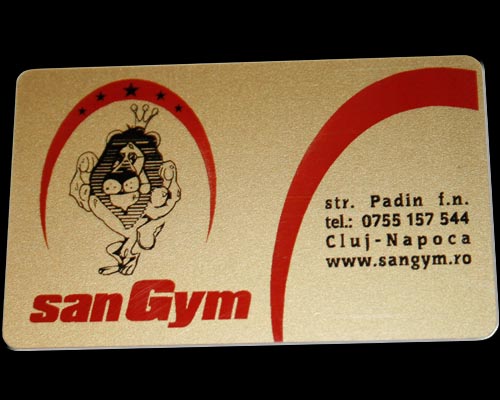 sanGym
str. Padin f.n.
tel.: 0755 157 544
Cluj-Napoca
www.sangym.ro